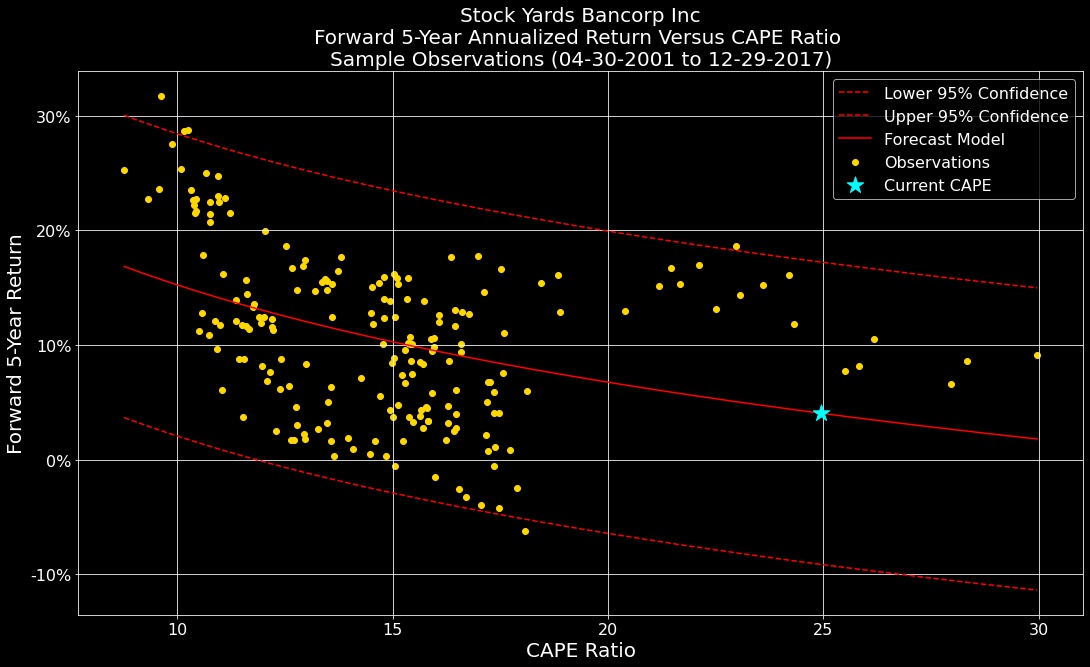 Stock Yards Bancorp Inc
Forward 5-Year Annualized Return Versus CAPE Ratio
Sample Observations (04-30-2001 to 12-29-2017)
Lower 95% Confidence
Upper 95% Confidence
Forecast Model
Observations
Current CAPE
Forward 5-Year Return
30%
20%
10%
0%
-10%
10
15
20
25
30
CAPE Ratio